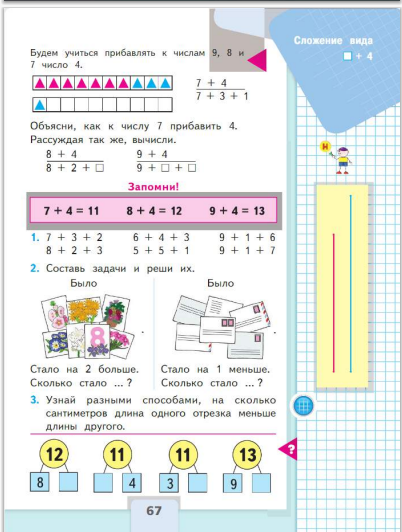 Сложение вида
□ + 4
Будем учиться прибавлять к числам 9, 8 и
7 число 4.
7 + 4
7 + 3 + 1
Объясни, как к числу 7 прибавить 4.
Рассуждая так же, вычисли.
8 + 4 9 + 4
8 + 2 + □ 9 + □ + □
Запомни!
7 + 4 = 11 8 + 4 = 12 9 + 4 = 13
1. 7 + 3 + 2 6 + 4 + 3 9 + 1 + 6
8 + 2 + 3 5 + 5 + 1 9 + 1 + 7
2. Составь задачи и реши их.
Было Было
8
Стало на 2 больше. Стало на 1 меньше.
Сколько стало ... ? Сколько стало ... ?
3. Узнай разными способами, на сколько
сантиметров длина одного отрезка меньше
длины другого.
12 11 11 13
8 4 3 9
?
67